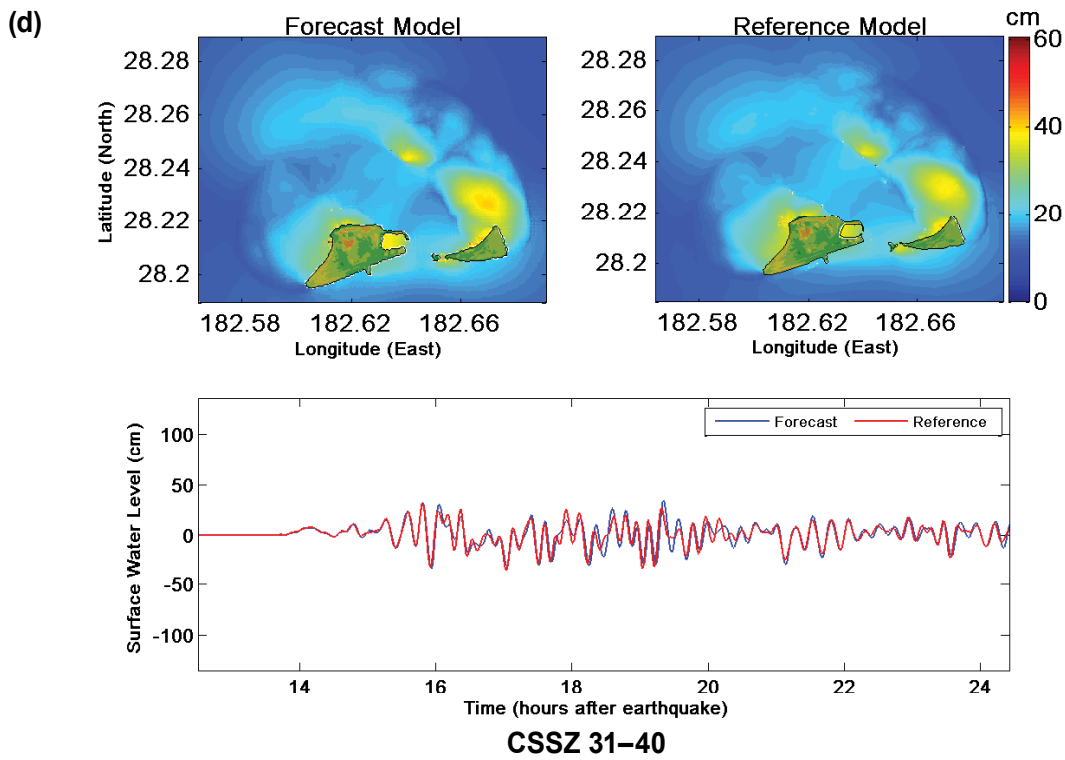 (d)
Forecast Model
Reference Model
cm
Latitude (North)
28.28
28.26
28.24
28.22
28.2
182.58
182.62
182.66
Longitude (East)
28.28
28.26
28.24
28.22
28.2
182.58
182.62
182.66
Longitude (East)
60
40
20
0
Surface Water Level (cm)
100
50
0
-50
-100
Forecast
Reference
14
16
18
20
22
24
Time (hours after earthquake)
CSSZ 31–40